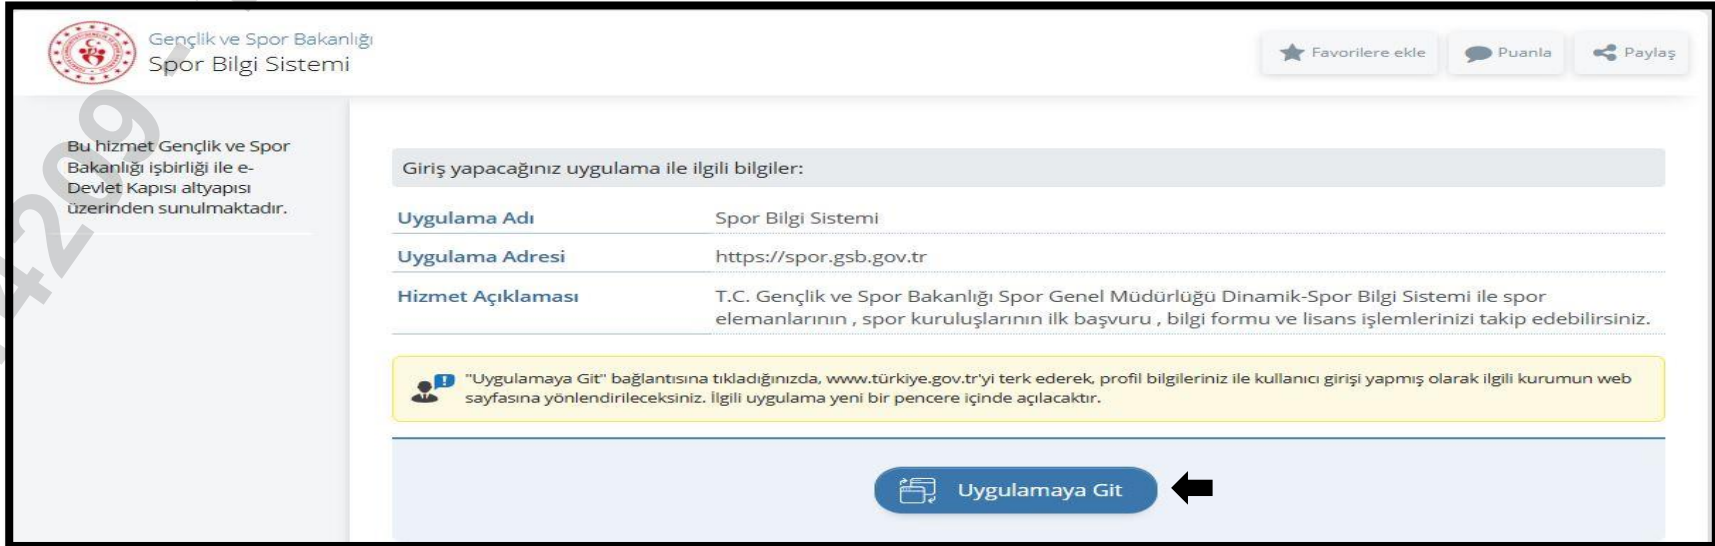 Gençlik ve Spor Bakanlığı
Spor Bilgi Sistemi
Favorilere ekle
Puanla
Paylaş
Bu hizmet Gençlik ve Spor
Bakanlığı işbirliği ile e-
Devlet Kapısı altyapısı
üzerinden sunulmaktadır.
Giriş yapacağınız uygulama ile ilgili bilgiler:
Uygulama Adı Spor Bilgi Sistemi
Uygulama Adresi https://spor.gsb.gov.tr
Hizmet Açıklaması T.C. Gençlik ve Spor Bakanlığı Spor Genel Müdürlüğü Dinamik-Spor Bilgi Sistemi ile spor
elemanlarının , spor kuruluşlarının ilk başvuru , bilgi formu ve lisans işlemlerinizi takip edebilirsiniz.
"Uygulamaya Git" bağlantısına tıkladığınızda, www.türkiye.gov.tr'yi terk ederek, profil bilgileriniz ile kullanıcı girişi yapmış olarak ilgili kurumun web
sayfasına yönlendirileceksiniz. İlgili uygulama yeni bir pencere içinde açılacaktır.
Uygulamaya Git
4209